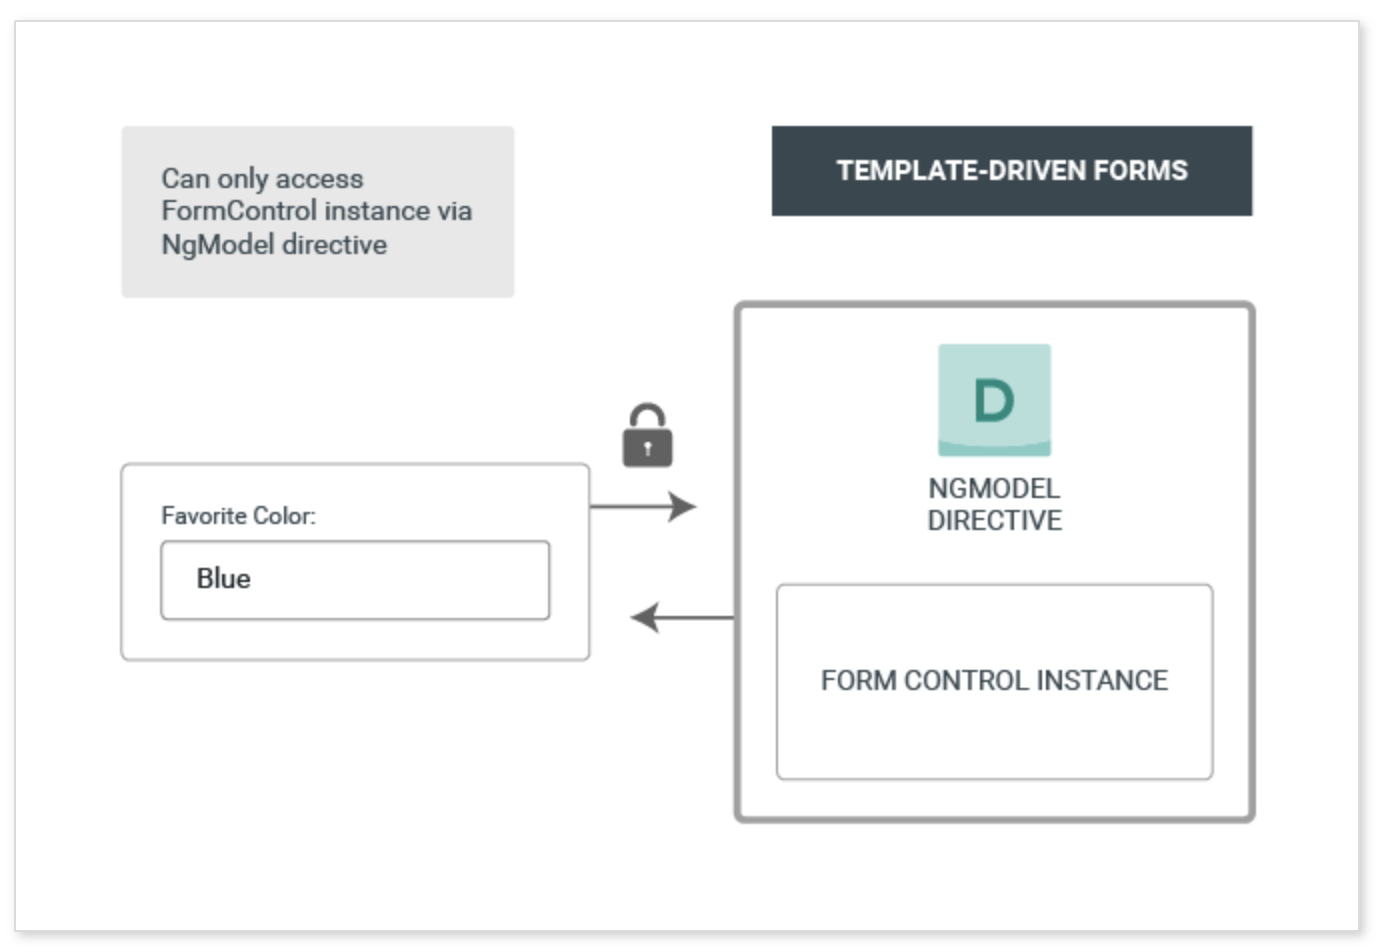 Can only access
FormControl instance via
NgModel directive
TEMPLATE-DRIVEN FORMS
D
NGMODEL
DIRECTIVE
Favorite Color:
Blue
FORM CONTROL INSTANCE